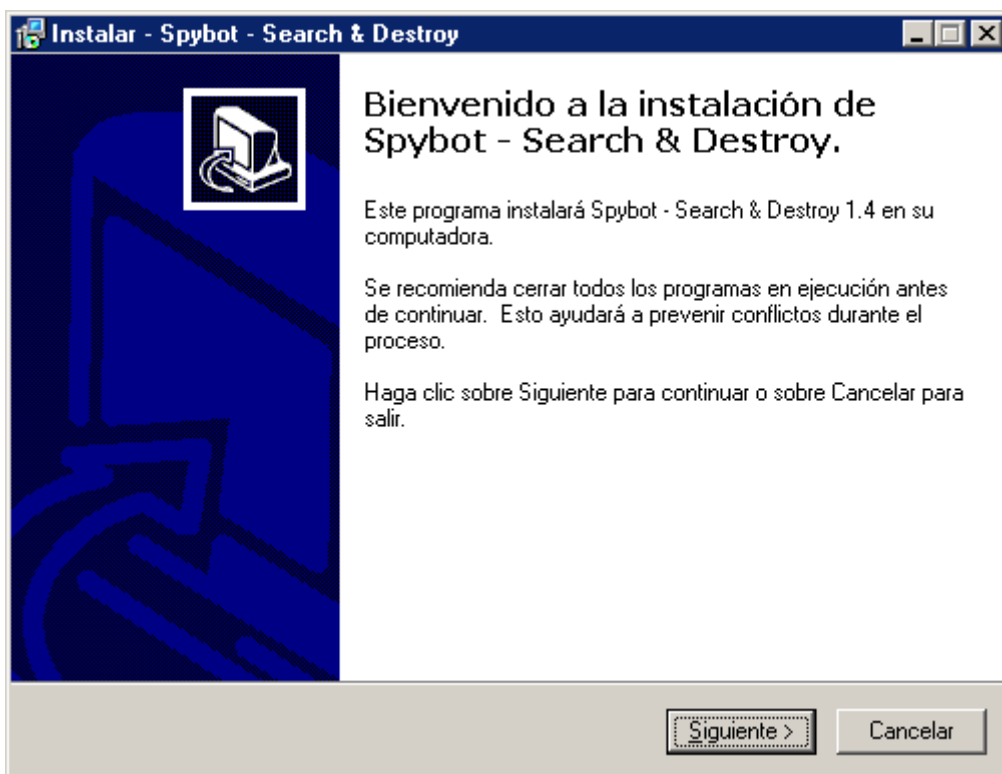 Instalar - Spybot - Search & Destroy
Bienvenido a la instalación de
Spybot - Search & Destroy.
Este programa instalará Spybot - Search & Destroy 1.4 en su
computadora.
Se recomienda cerrar todos los programas en ejecución antes
de continuar.  Esto ayudará a prevenir conflictos durante el
proceso.
Haga clic sobre Siguiente para continuar o sobre Cancelar para
salir.
Siguiente >
Cancelar